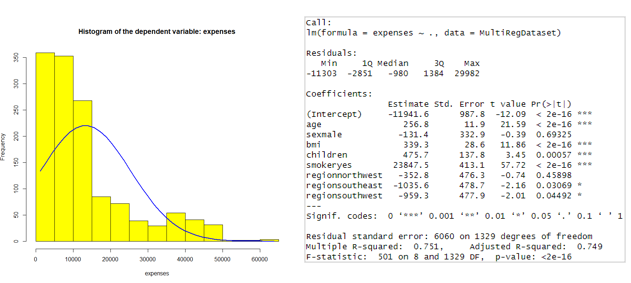 Histogram of the dependent variable: expenses
Frequency
350
300
250
200
150
100
50
0
0 10000 20000 30000 40000 50000 60000
expenses
Call:
lm(formula = expenses ~ ., data = MultiRegDataset)
Residuals:
Min 1Q Median 3Q Max
-11303 -2851 -980 1384 29982
Coefficients:
Estimate Std. Error t value Pr(>|t|)
(Intercept) -11941.6 987.8 -12.09 < 2e-16 ***
age 256.8 11.9 21.59 < 2e-16 ***
sexmale -131.4 332.9 -0.39 0.69325
bmi 339.3 28.6 11.86 < 2e-16 ***
children 475.7 137.8 3.45 0.00057 ***
smokeryes 23847.5 413.1 57.72 < 2e-16 ***
regionnorthwest -352.8 476.3 -0.74 0.45898
regionsoutheast -1035.6 478.7 -2.16 0.03069 *
regionsouthwest -959.3 477.9 -2.01 0.04492 *
---
Signif. codes: 0 ‘***’ 0.001 ‘**’ 0.01 ‘*’ 0.05 ‘.’ 0.1 ‘ ’ 1
Residual standard error: 6060 on 1329 degrees of freedom
Multiple R-squared: 0.751, Adjusted R-squared: 0.749
F-statistic: 501 on 8 and 1329 DF, p-value: <2e-16